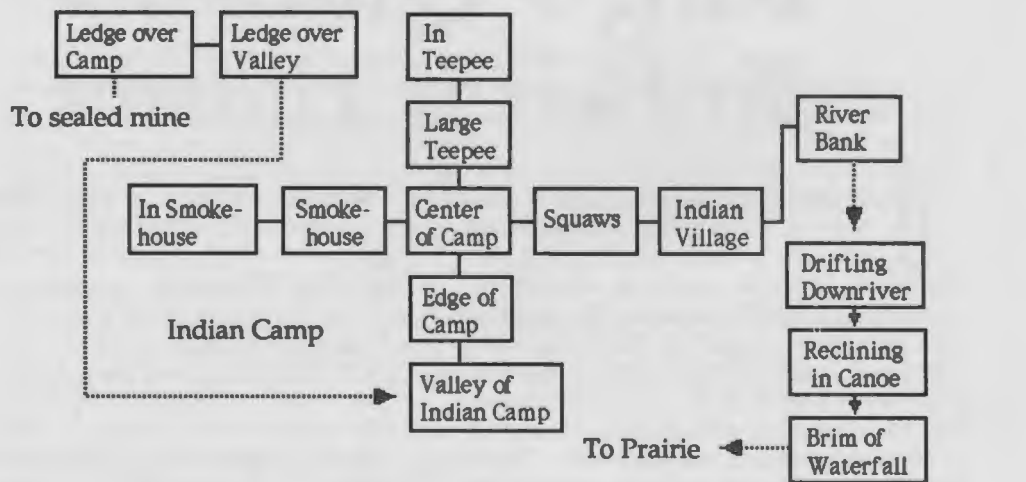 Ledge over
Camp
Ledge over
Valley
In
Teepee
To sealed mine
Large
Teepee
River
Bank
In Smoke-
house
Smoke-
house
Center
of Camp
Squaws
Indian
Village
Drifting
Downriver
Edge of
Camp
Indian Camp
Reclining
in Canoe
Valley of
Indian Camp
To Prairie
Brim of
Waterfall